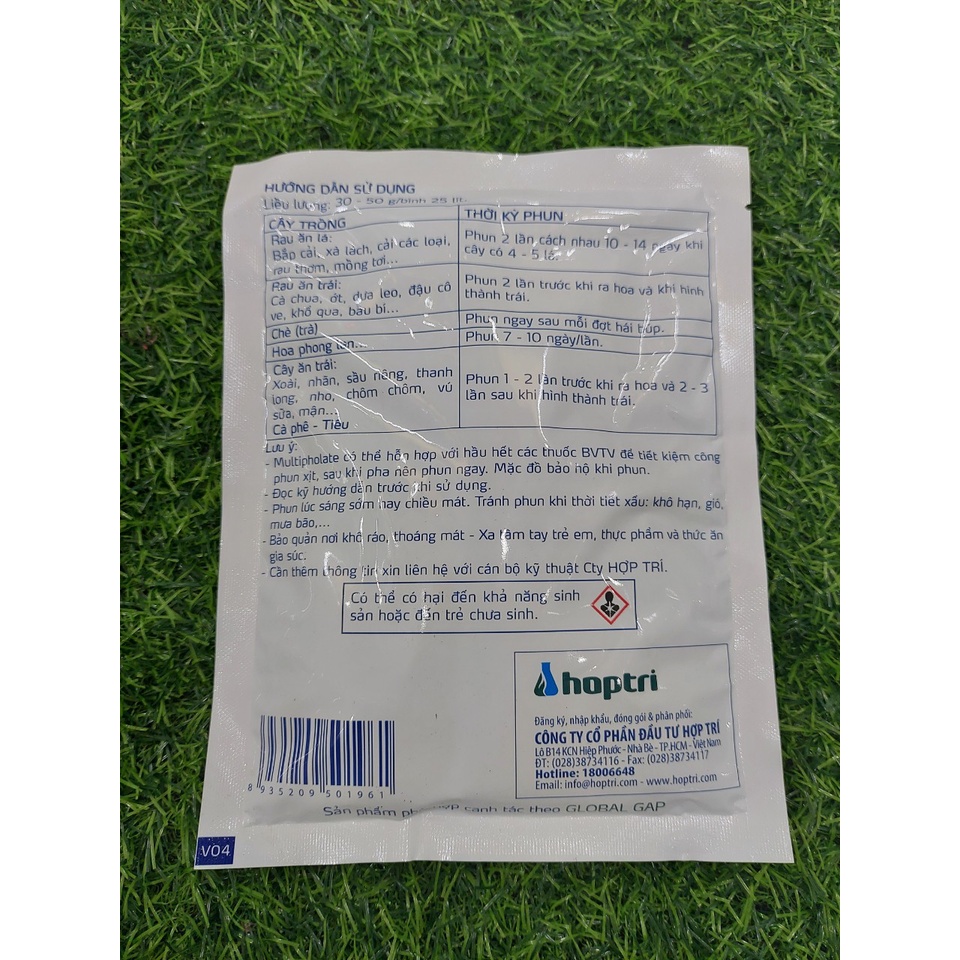 HƯỚNG DẪN SỬ DỤNG
Liều lượng: 30 - 50 g/bình 25 lít.
CÂY TRỒNG
THỜI KỲ PHUN
Rau ăn lá:
Bắp cải, xà lách, cải các loại,
rau thơm, mồng tơi...
Phun 2 lần cách nhau 10 - 14 ngày khi
cây có 4 - 5 lá.
Rau ăn trái:
Cà chua, ớt, dưa leo, đậu cô
ve, khổ qua, bầu bí...
Phun 2 lần trước khi ra hoa và khi hình
thành trái.
Chè (trà)
Phun ngay sau mỗi đợt hái búp.
Hoa phong lan...
Phun 7 - 10 ngày/lần.
Cây ăn trái:
Xoài, nhãn, sầu riêng, thanh
long, nho, chôm chôm, vú
sữa, mận...
Cà phê - Tiêu
Phun 1 - 2 lần trước khi ra hoa và 2 - 3
lần sau khi hình thành trái.
Lưu ý:
- Multipholate có thể hỗn hợp với hầu hết các thuốc BVTV để tiết kiệm công
phun xịt, sau khi pha nên phun ngay. Mặc đồ bảo hộ khi phun.
- Đọc kỹ hướng dẫn trước khi sử dụng.
- Phun lúc sáng sớm hay chiều mát. Tránh phun khi thời tiết xấu: khô hạn, gió,
mưa bão,...
- Bảo quản nơi khô ráo, thoáng mát - Xa tầm tay trẻ em, thực phẩm và thức ăn
gia súc.
- Cần thêm thông tin xin liên hệ với cán bộ kỹ thuật Cty HỢP TRÍ.
Có thể có hại đến khả năng sinh
sản hoặc đến trẻ chưa sinh.
hoptri
Đăng ký, nhập khẩu, đóng gói & phân phối:
CÔNG TY CỔ PHẦN ĐẦU TƯ HỢP TRÍ
Lô B14 KCN Hiệp Phước - Nhà Bè - TP.HCM - Việt Nam
ĐT: (028)38734116 - Fax: (028)38734117
Hotline: 18006648
Email: info@hoptri.com - www.hoptri.com
8 935209 501961
Sản phẩm canh tác theo GLOBAL GAP
V04